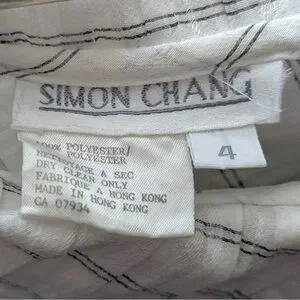 SIMON CHANG
4
100% POLYESTER/
POLYESTER
NETTOYAGE A SEC
DRY CLEAN ONLY
FABRIQUE A HONG KONG
MADE IN HONG KONG
CA 07934